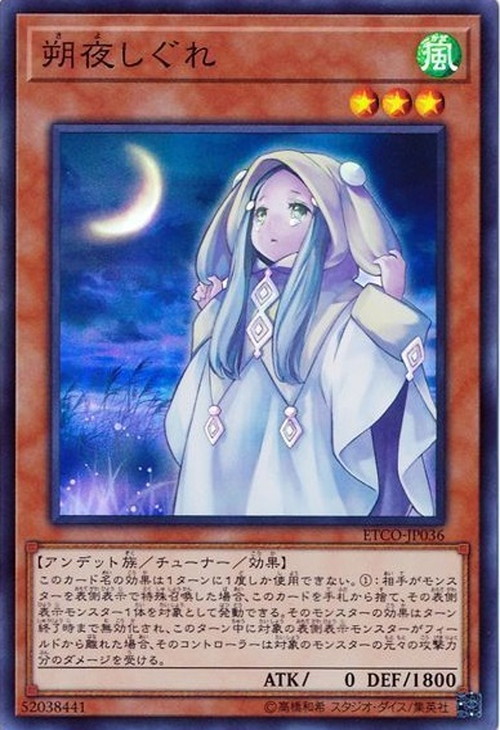 朔夜しぐれ
風
ETCO-JP036
【アンデット族／チューナー／効果】
このカード名の効果は1ターンに1度しか使用できない。①：相手がモンス
ターを表側表示で特殊召喚した場合、このカードを手札から捨て、その表側
表示モンスター1体を対象として発動できる。そのモンスターの効果はターン
終了時まで無効化され、このターン中に対象の表側表示モンスターがフィー
ルドから離れた場合、そのコントローラーは対象のモンスターの元々の攻撃力
分のダメージを受ける。
ATK/ 0 DEF/1800
52038441 ©高橋和希 スタジオ・ダイス/集英社